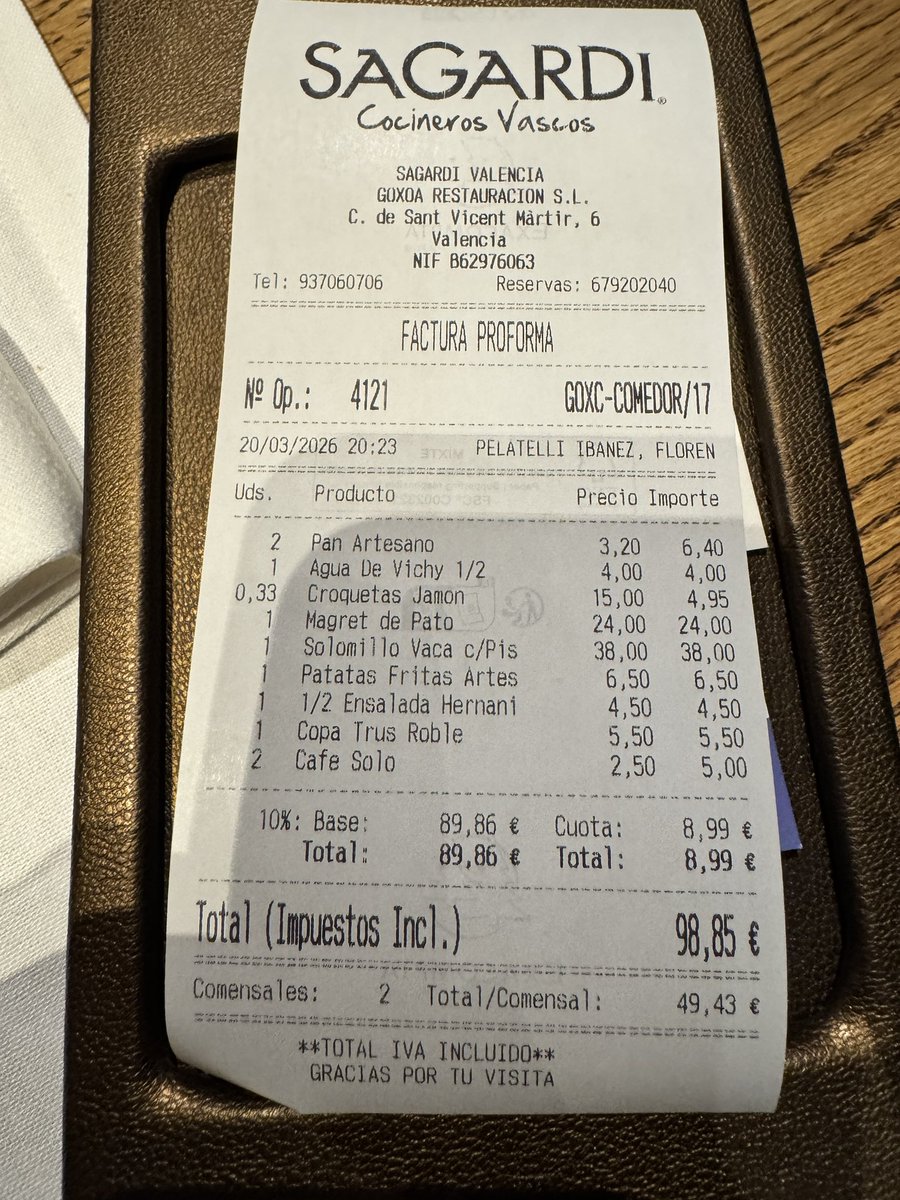 SAGARDI®
Cocineros Vascos
SAGARDI VALENCIA
GOXOA RESTAURACION S.L.
C. de Sant Vicent Màrtir, 6
Valencia
NIF B62976063
Tel: 937060706 Reservas: 679202040
FACTURA PROFORMA
Nº Op.: 4121 GOXC-COMEDOR/17
20/03/2026 20:23 PELATELLI IBANEZ, FLOREN
Uds. Producto Precio Importe
2 Pan Artesano 3,20 6,40
1 Agua De Vichy 1/2 4,00 4,00
0,33 Croquetas Jamon 15,00 4,95
1 Magret de Pato 24,00 24,00
1 Solomillo Vaca c/Pis 38,00 38,00
1 Patatas Fritas Artes 6,50 6,50
1 1/2 Ensalada Hernani 4,50 4,50
1 Copa Trus Roble 5,50 5,50
2 Cafe Solo 2,50 5,00
10%: Base: 89,86 € Cuota: 8,99 €
Total: 89,86 € Total: 8,99 €
Total (Impuestos Incl.) 98,85 €
Comensales: 2 Total/Comensal: 49,43 €
**TOTAL IVA INCLUIDO**
GRACIAS POR TU VISITA